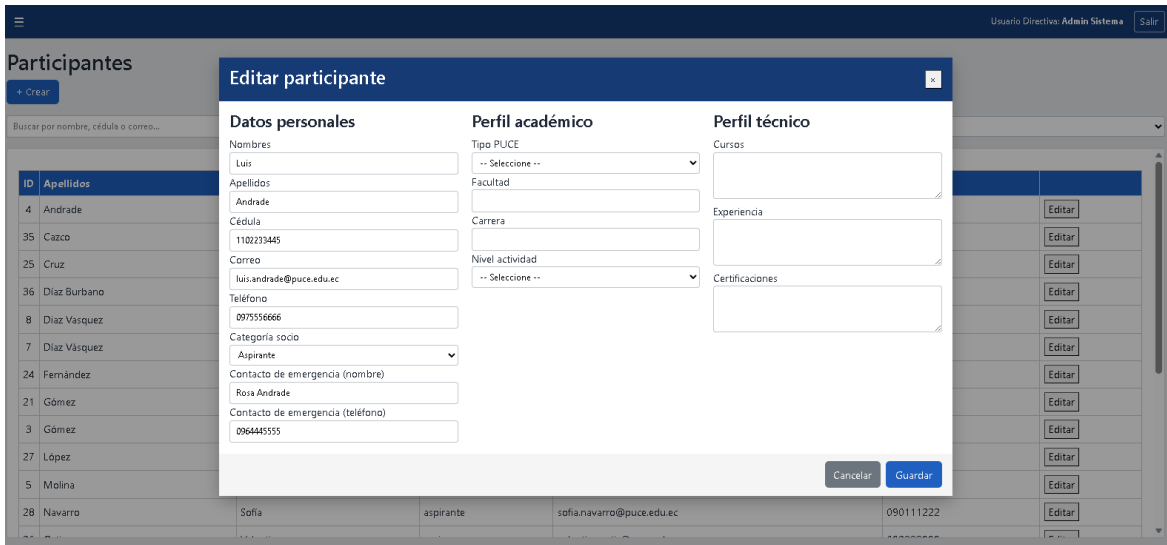 ☰ Usuario Directiva: Admin Sistema Salir
Participantes
+ Crear
Buscar por nombre, cédula o correo...
Editar participante ×
Datos personales
Nombres
Luis
Apellidos
Andrade
Cédula
1102233445
Correo
luis.andrade@puce.edu.ec
Teléfono
0975556666
Categoría socio
Aspirante
Contacto de emergencia (nombre)
Rosa Andrade
Contacto de emergencia (teléfono)
0964445555
Perfil académico
Tipo PUCE
-- Seleccione --
Facultad
Carrera
Nivel actividad
-- Seleccione --
Perfil técnico
Cursos
Experiencia
Certificaciones
Cancelar Guardar
ID Apellidos
4 Andrade Editar
35 Cazco Editar
25 Cruz Editar
36 Díaz Burbano Editar
8 Diaz Vasquez Editar
7 Díaz Vásquez Editar
24 Fernández Editar
21 Gómez Editar
3 Gómez Editar
27 López Editar
5 Molina Editar
28 Navarro Sofía aspirante sofia.navarro@puce.edu.ec 090111222 Editar